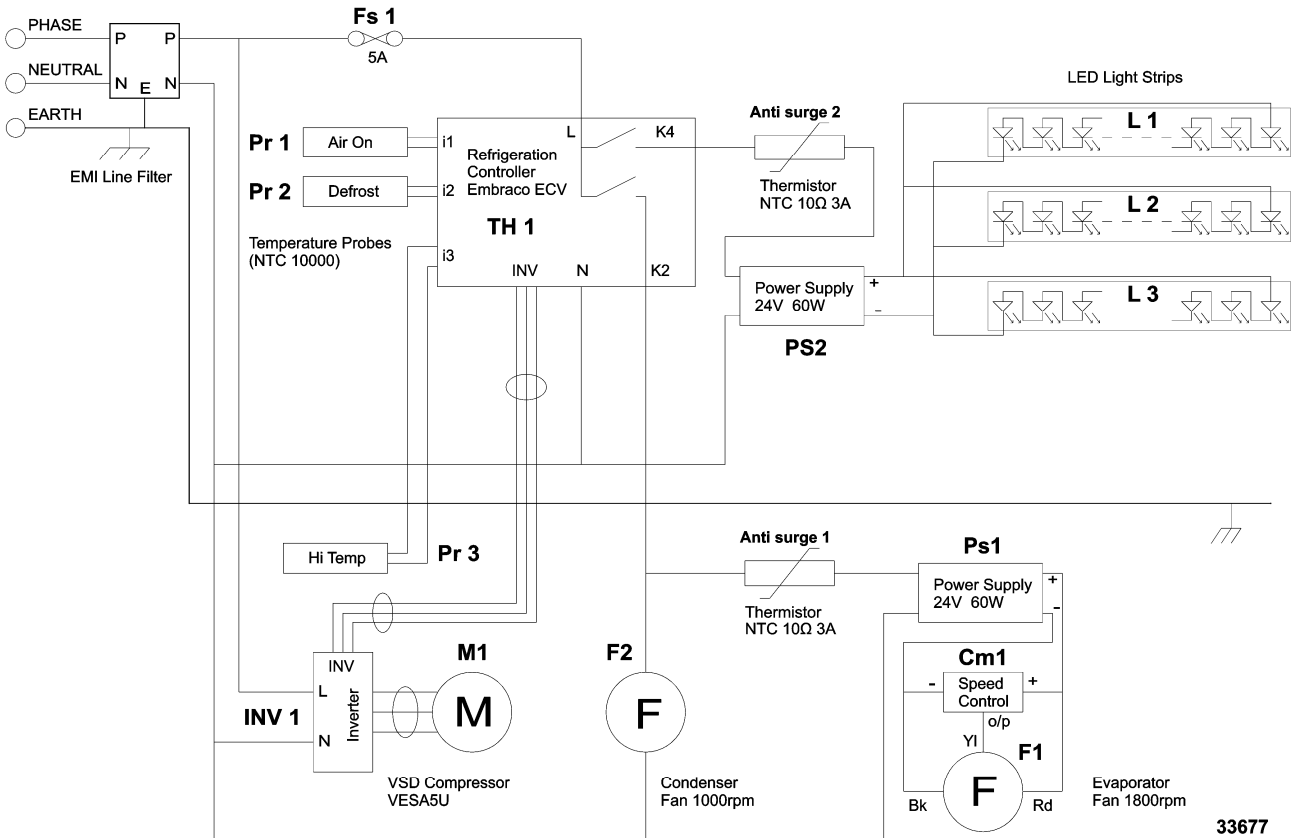 PHASE
P P
NEUTRAL
N E N
EARTH
EMI Line Filter
Fs 1
5A
Pr 1
Air On
i1
Pr 2
Defrost
i2
Temperature Probes
(NTC 10000)
i3
L
K4
Refrigeration
Controller
Embraco ECV
TH 1
INV
N
K2
Anti surge 2
Thermistor
NTC 10Ω 3A
Power Supply
24V 60W
+
-
PS2
LED Light Strips
L 1
L 2
L 3
Hi Temp
Pr 3
INV
L
N
Inverter
INV 1
M1
M
VSD Compressor
VESA5U
F2
F
Condenser
Fan 1000rpm
Anti surge 1
Thermistor
NTC 10Ω 3A
Ps1
Power Supply
24V 60W
+
-
Cm1
-
Speed
Control
+
o/p
Yl
F1
F
Bk
Rd
Evaporator
Fan 1800rpm
33677